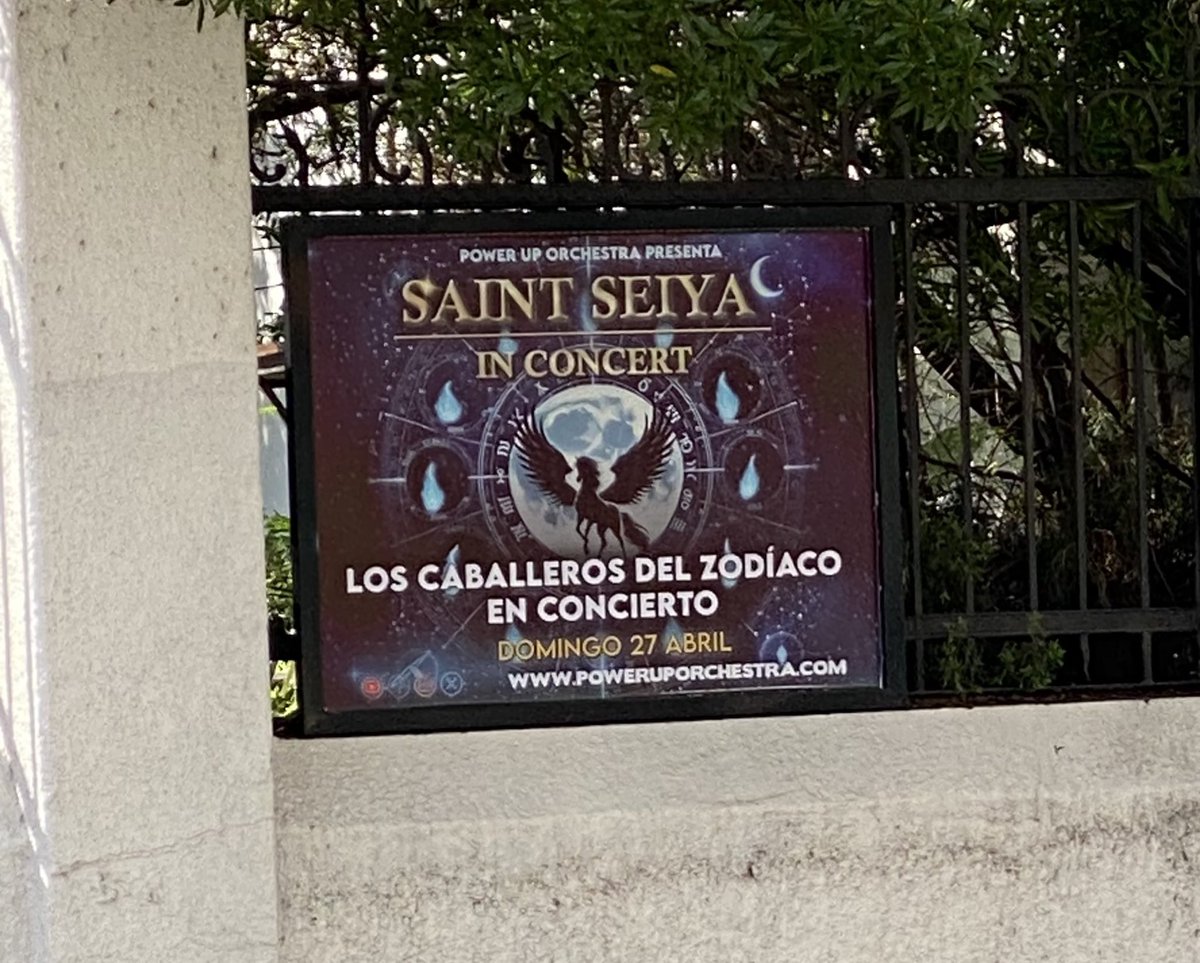 POWER UP ORCHESTRA PRESENTA
SAINT SEIYA
IN CONCERT
LOS CABALLEROS DEL ZODÍACO
EN CONCIERTO
DOMINGO 27 ABRIL
WWW.POWERUPORCHESTRA.COM